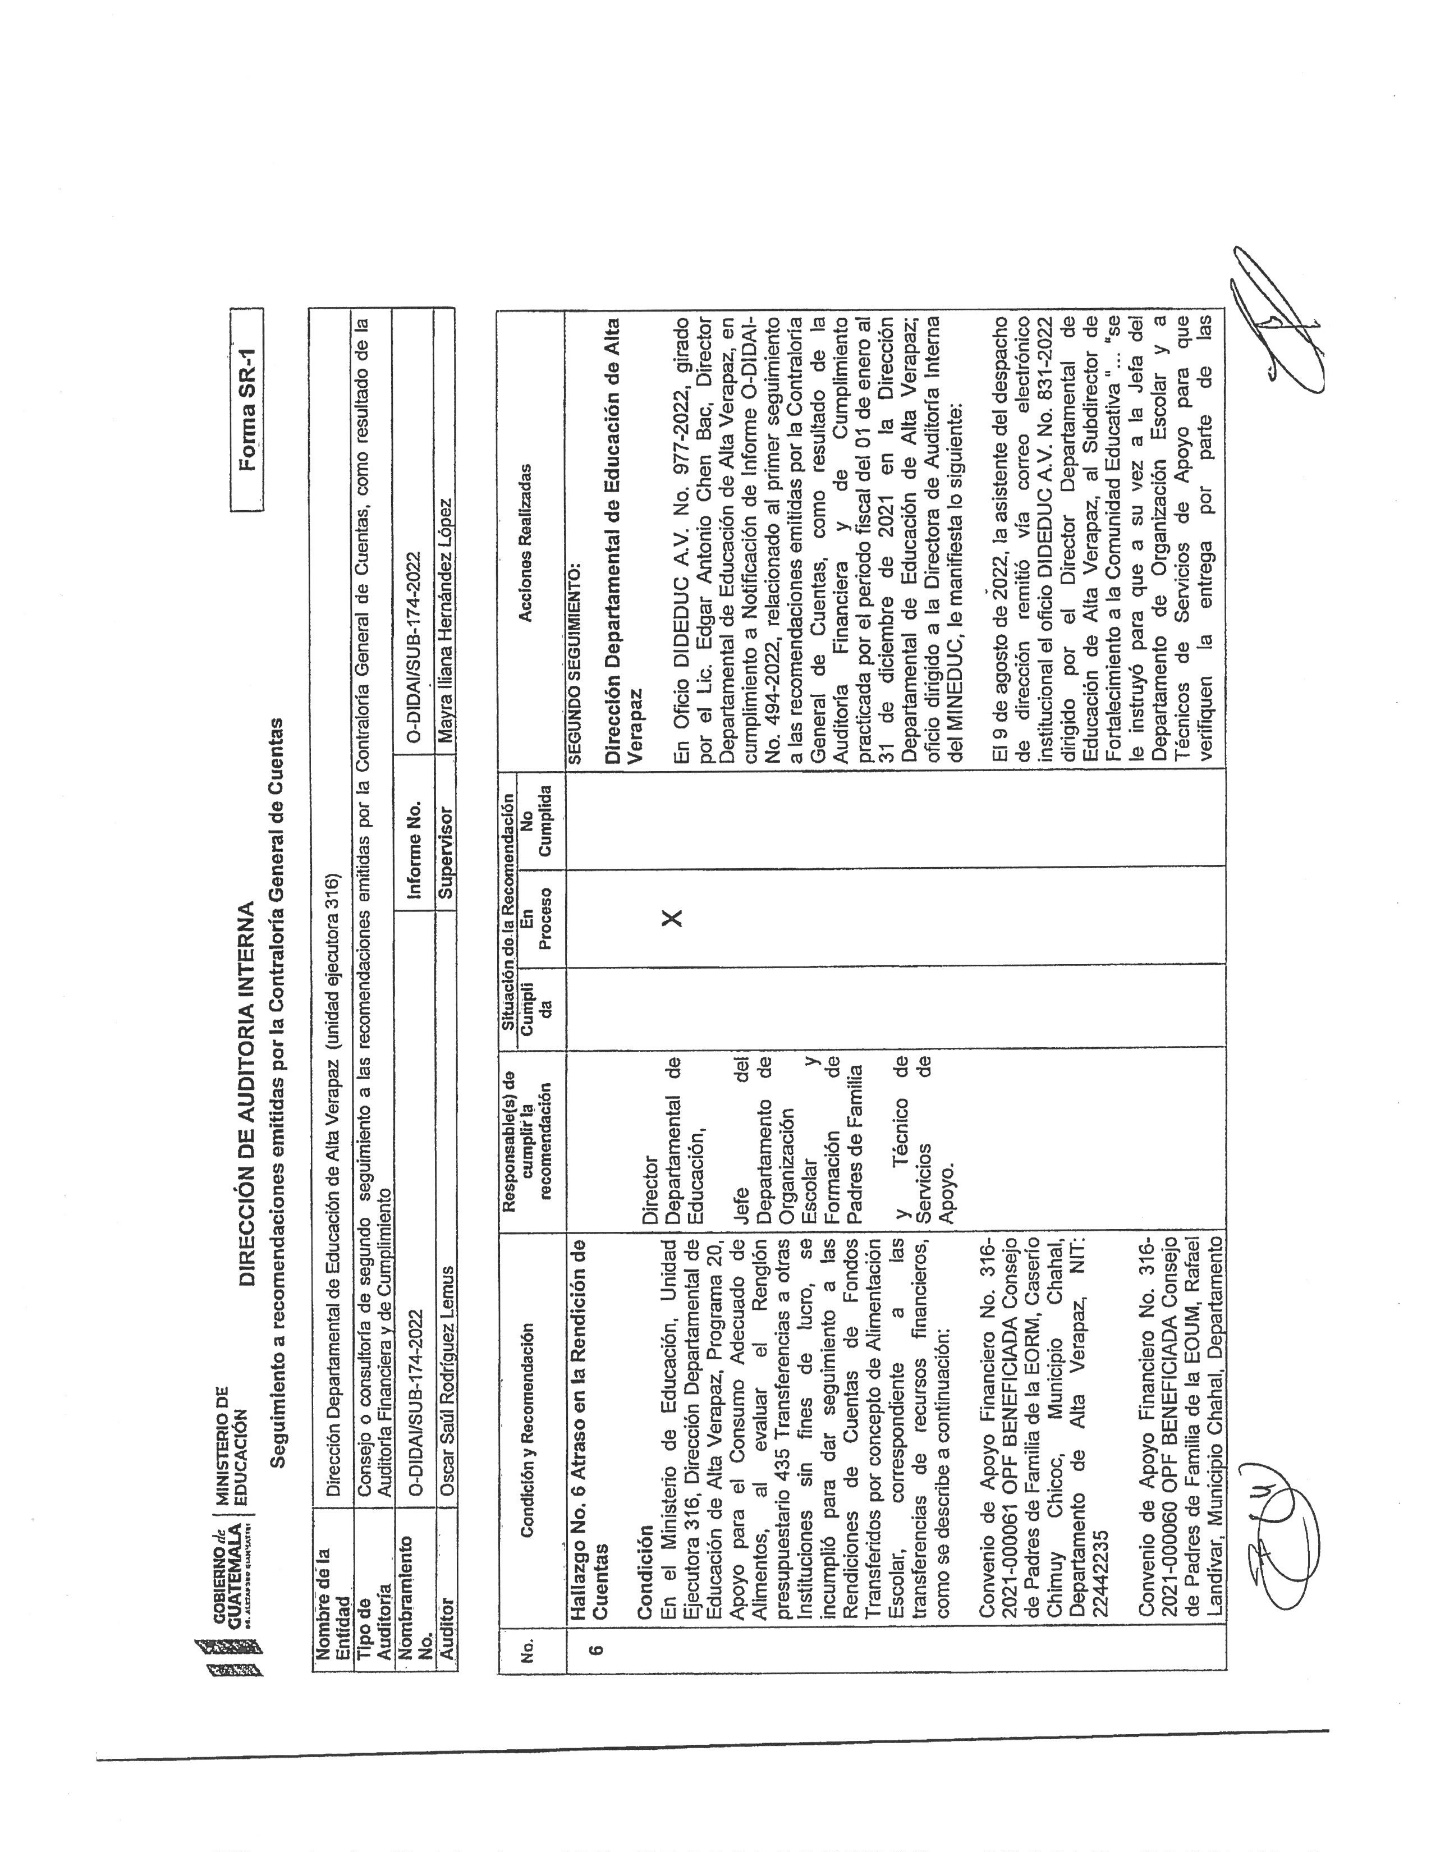 GOBIERNO de
GUATEMALA
MINISTERIO DE
EDUCACIÓN
DIRECCIÓN DE AUDITORIA INTERNA
Forma SR-1
Seguimiento a recomendaciones emitidas por la Contraloría General de Cuentas
Nombre de la
Entidad
Dirección Departamental de Educación de Alta Verapaz (unidad ejecutora 316)
Tipo de
Auditoría
Consejo o consultoría de segundo seguimiento a las recomendaciones emitidas por la Contraloría General de Cuentas, como resultado de la
Auditoría Financiera y de Cumplimiento
Nombramiento
No.
O-DIDAI/SUB-174-2022
Informe No.
O-DIDAI/SUB-174-2022
Auditor
Oscar Saúl Rodríguez Lemus
Supervisor
Mayra Iliana Hernández López
No.
Condición y Recomendación
Responsable(s) de
cumplir la
recomendación
Situación de la Recomendación
Cumpli
da
En
Proceso
No
Cumplida
Acciones Realizadas
6
Hallazgo No. 6 Atraso en la Rendición de
Cuentas
Condición
En el Ministerio de Educación, Unidad
Ejecutora 316, Dirección Departamental de
Educación de Alta Verapaz, Programa 20,
Apoyo para el Consumo Adecuado de
Alimentos, al evaluar el Renglón
presupuestario 435 Transferencias a otras
Instituciones sin fines de lucro, se
incumplió para dar seguimiento a las
Rendiciones de Cuentas de Fondos
Transferidos por concepto de Alimentación
Escolar, correspondiente a las
transferencias de recursos financieros,
como se describe a continuación:
Convenio de Apoyo Financiero No. 316-
2021-000061 OPF BENEFICIADA Consejo
de Padres de Familia de la EORM, Caserío
Chimuy Chicoc, Municipio Chahal,
Departamento de Alta Verapaz, NIT:
22442235
Convenio de Apoyo Financiero No. 316-
2021-000060 OPF BENEFICIADA Consejo
de Padres de Familia de la EOUM, Rafael
Landívar, Municipio Chahal, Departamento
Director
Departamental de
Educación,
Jefe del
Departamento de
Organización
Escolar y
Formación de
Padres de Familia
y Técnico de
Servicios de
Apoyo.
X
SEGUNDO SEGUIMIENTO:
Dirección Departamental de Educación de Alta
Verapaz
En Oficio DIDEDUC A.V. No. 977-2022, girado
por el Lic. Edgar Antonio Chen Bac, Director
Departamental de Educación de Alta Verapaz, en
cumplimiento a Notificación de Informe O-DIDAI-
No. 494-2022, relacionado al primer seguimiento
a las recomendaciones emitidas por la Contraloría
General de Cuentas, como resultado de la
Auditoría Financiera y de Cumplimiento
practicada por el periodo fiscal del 01 de enero al
31 de diciembre de 2021 en la Dirección
Departamental de Educación de Alta Verapaz;
oficio dirigido a la Directora de Auditoría Interna
del MINEDUC, le manifiesta lo siguiente:
El 9 de agosto de 2022, la asistente del despacho
de dirección remitió vía correo electrónico
institucional el oficio DIDEDUC A.V. No. 831-2022
dirigido por el Director Departamental de
Educación de Alta Verapaz, al Subdirector de
Fortalecimiento a la Comunidad Educativa "... "se
le instruyó para que a su vez a la Jefa del
Departamento de Organización Escolar y a
Técnicos de Servicios de Apoyo para que
verifiquen la entrega por parte de las